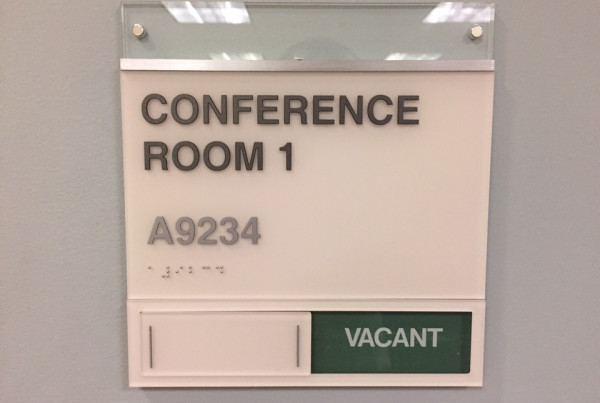 CONFERENCE
ROOM 1
A9234
VACANT